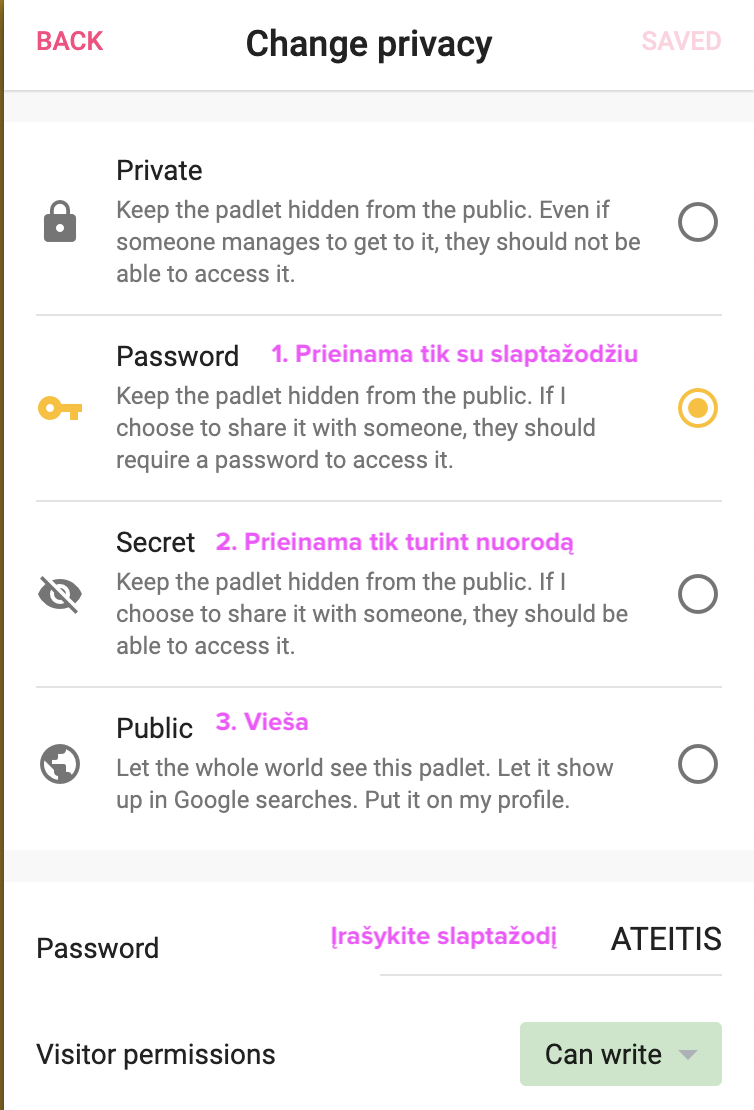 BACK Change privacy SAVED
Private
Keep the padlet hidden from the public. Even if
someone manages to get to it, they should not be
able to access it.
Password 1. Prieinama tik su slaptažodžiu
Keep the padlet hidden from the public. If I
choose to share it with someone, they should
require a password to access it.
Secret 2. Prieinama tik turint nuorodą
Keep the padlet hidden from the public. If I
choose to share it with someone, they should be
able to access it.
Public 3. Vieša
Let the whole world see this padlet. Let it show
up in Google searches. Put it on my profile.
Password Įrašykite slaptažodį ATEITIS
Visitor permissions Can write